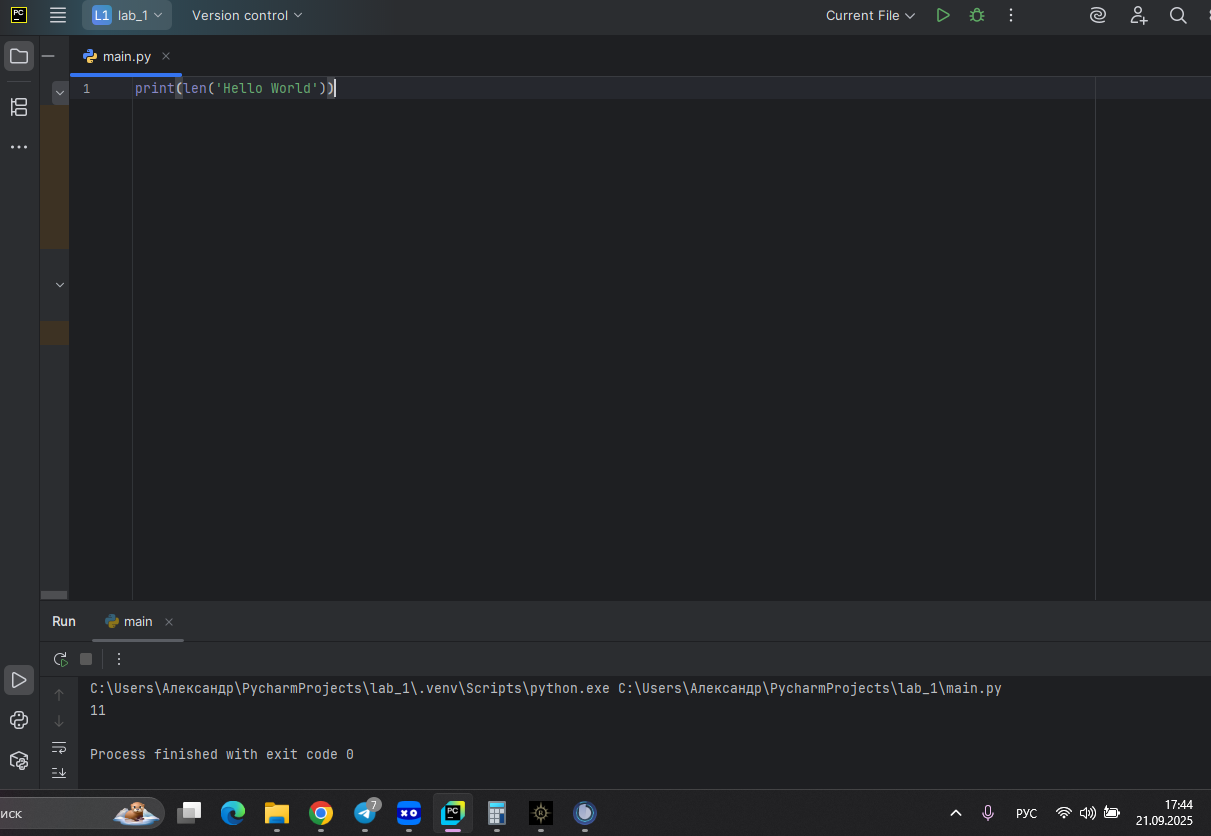 PC L1 lab_1 Version control Current File
main.py
1 print(len('Hello World'))
Run main
C:\Users\Александр\PycharmProjects\lab_1\.venv\Scripts\python.exe C:\Users\Александр\PycharmProjects\lab_1\main.py
11
Process finished with exit code 0
иск 7 XO PC R РУС 17:44
21.09.2025